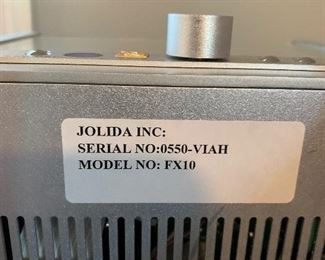 JOLIDA INC:
SERIAL NO:0550-VIAH
MODEL NO: FX10